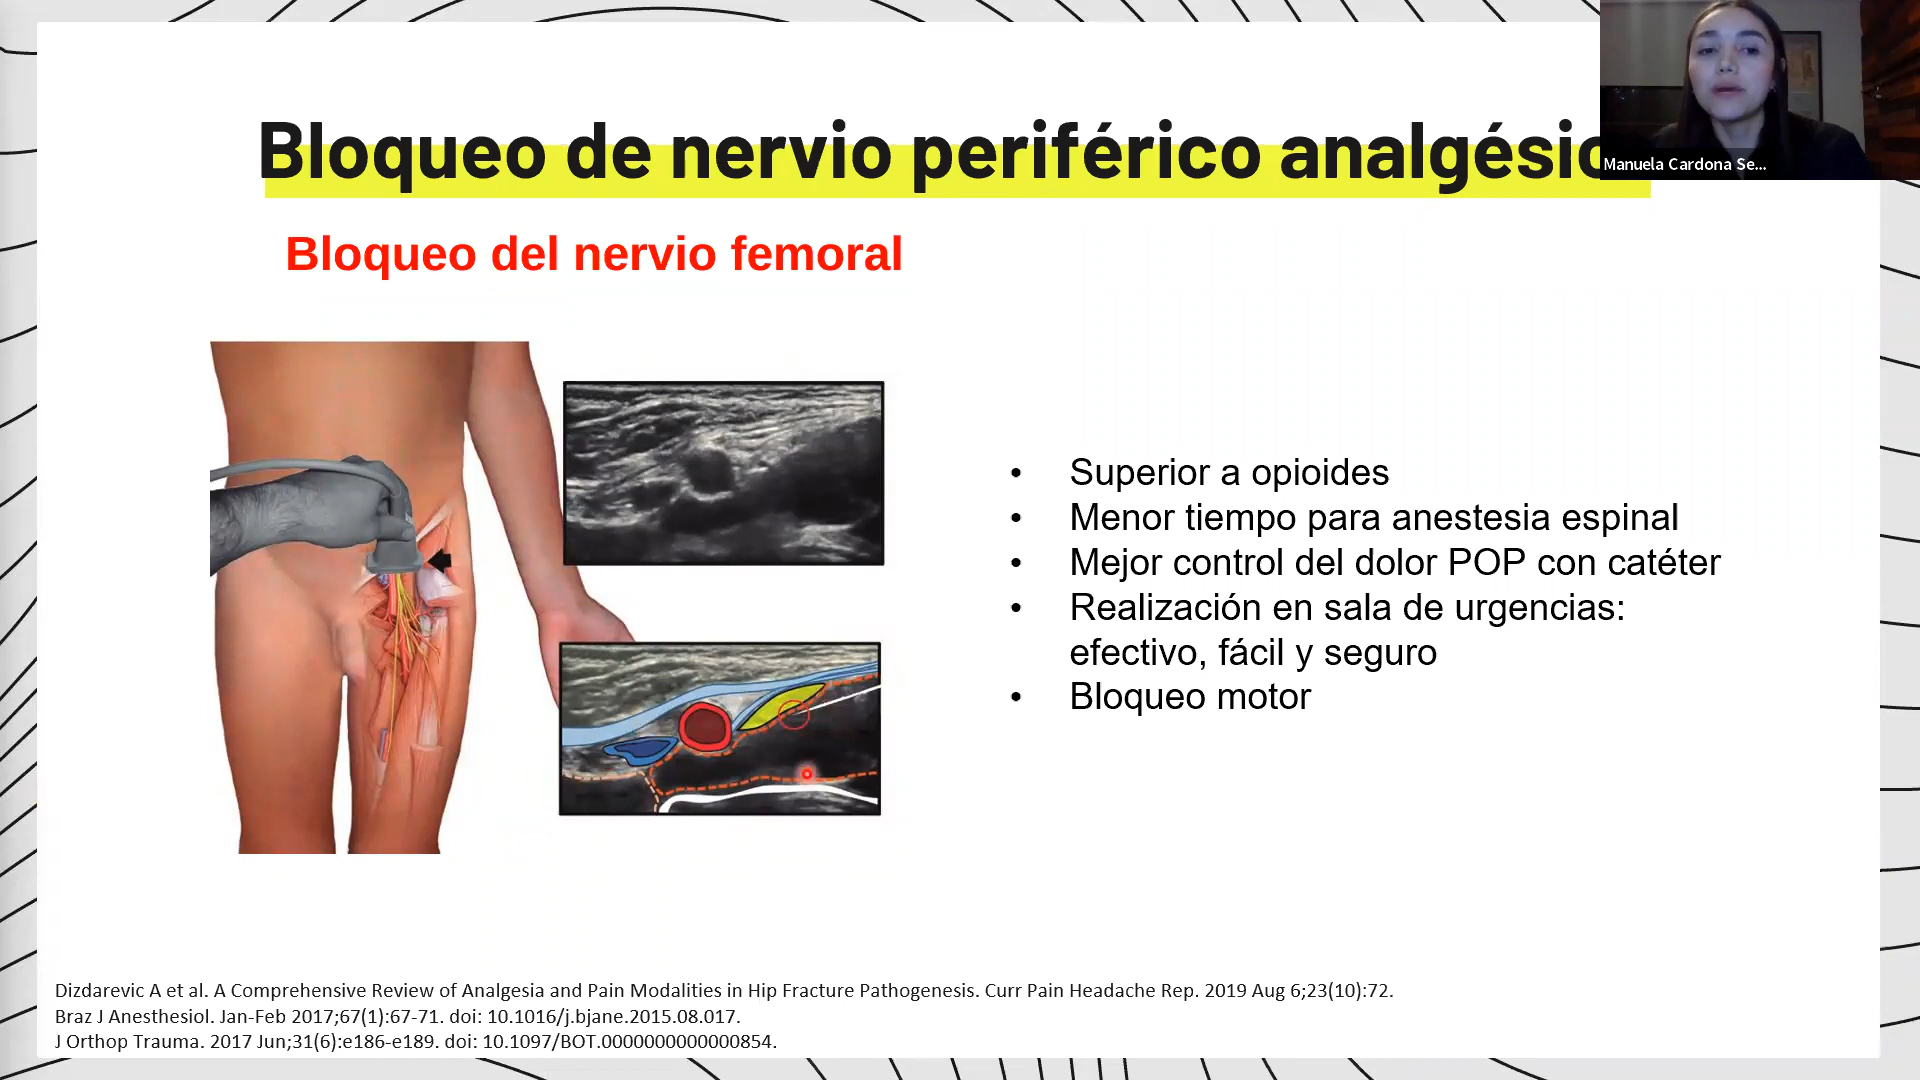 Bloqueo de nervio periférico analgésic
Manuela Cardona Se...
Bloqueo del nervio femoral
• Superior a opioides
• Menor tiempo para anestesia espinal
• Mejor control del dolor POP con catéter
• Realización en sala de urgencias:
efectivo, fácil y seguro
• Bloqueo motor
Dizdarevic A et al. A Comprehensive Review of Analgesia and Pain Modalities in Hip Fracture Pathogenesis. Curr Pain Headache Rep. 2019 Aug 6;23(10):72.
Braz J Anesthesiol. Jan-Feb 2017;67(1):67-71. doi: 10.1016/j.bjane.2015.08.017.
J Orthop Trauma. 2017 Jun;31(6):e186-e189. doi: 10.1097/BOT.0000000000000854.